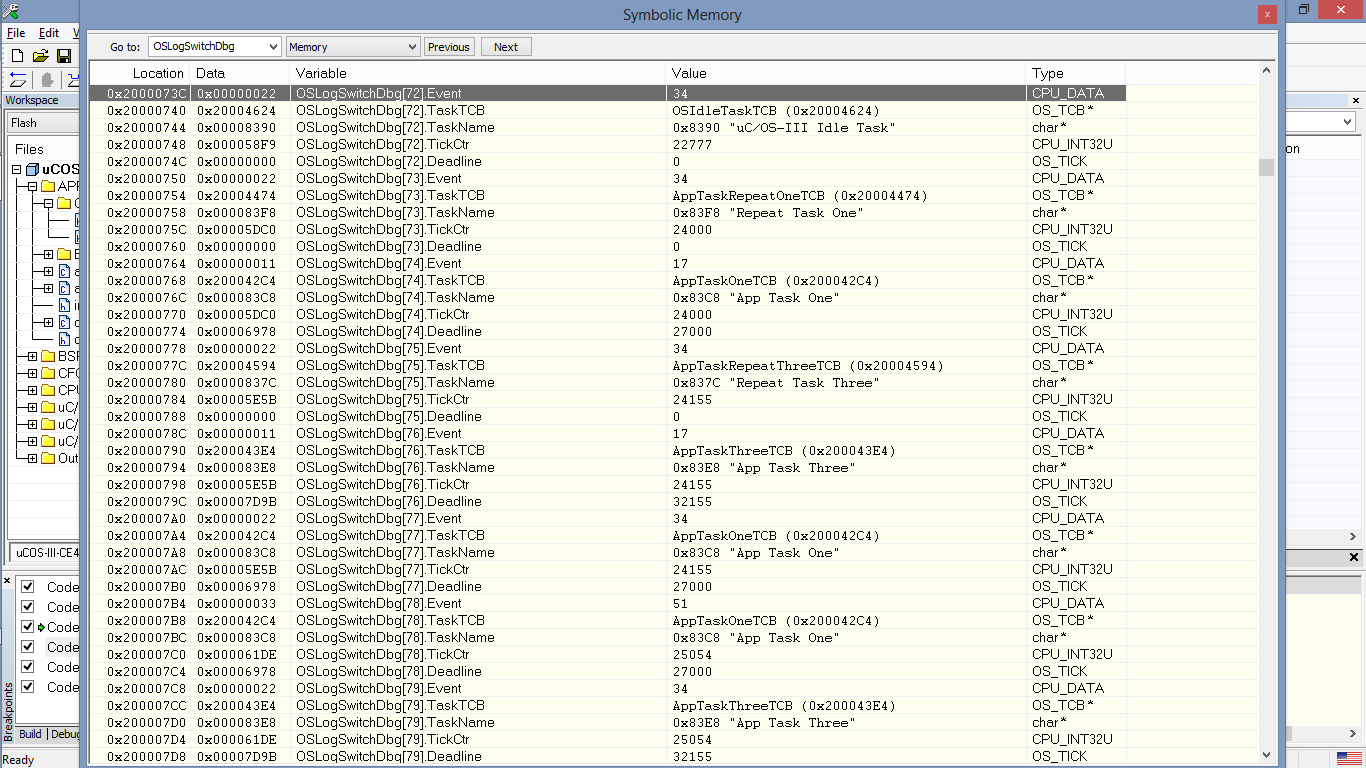 Symbolic Memory
File Edit V
Go to: OSLogSwitchDbg Memory Previous Next
Workspace
Flash
Files
uCOS
APP
BSP
CPU
uC/
uC/
uC/
Out
uCOS-III-CE4
Code
Code
Code
Code
Code
Code
Breakpoints
Build Debug
Ready
on
Location Data Variable Value Type
0x2000073C 0x00000022 OSLogSwitchDbg[72].Event 34 CPU_DATA
0x20000740 0x20004624 OSLogSwitchDbg[72].TaskTCB OSIdleTaskTCB (0x20004624) OS_TCB*
0x20000744 0x00008390 OSLogSwitchDbg[72].TaskName 0x8390 "uC/OS-III Idle Task" char*
0x20000748 0x000058F9 OSLogSwitchDbg[72].TickCtr 22777 CPU_INT32U
0x2000074C 0x00000000 OSLogSwitchDbg[72].Deadline 0 OS_TICK
0x20000750 0x00000022 OSLogSwitchDbg[73].Event 34 CPU_DATA
0x20000754 0x20004474 OSLogSwitchDbg[73].TaskTCB AppTaskRepeatOneTCB (0x20004474) OS_TCB*
0x20000758 0x000083F8 OSLogSwitchDbg[73].TaskName 0x83F8 "Repeat Task One" char*
0x2000075C 0x00005DC0 OSLogSwitchDbg[73].TickCtr 24000 CPU_INT32U
0x20000760 0x00000000 OSLogSwitchDbg[73].Deadline 0 OS_TICK
0x20000764 0x00000011 OSLogSwitchDbg[74].Event 17 CPU_DATA
0x20000768 0x200042C4 OSLogSwitchDbg[74].TaskTCB AppTaskOneTCB (0x200042C4) OS_TCB*
0x2000076C 0x000083C8 OSLogSwitchDbg[74].TaskName 0x83C8 "App Task One" char*
0x20000770 0x00005DC0 OSLogSwitchDbg[74].TickCtr 24000 CPU_INT32U
0x20000774 0x00006978 OSLogSwitchDbg[74].Deadline 27000 OS_TICK
0x20000778 0x00000022 OSLogSwitchDbg[75].Event 34 CPU_DATA
0x2000077C 0x20004594 OSLogSwitchDbg[75].TaskTCB AppTaskRepeatThreeTCB (0x20004594) OS_TCB*
0x20000780 0x0000837C OSLogSwitchDbg[75].TaskName 0x837C "Repeat Task Three" char*
0x20000784 0x00005E5B OSLogSwitchDbg[75].TickCtr 24155 CPU_INT32U
0x20000788 0x00000000 OSLogSwitchDbg[75].Deadline 0 OS_TICK
0x2000078C 0x00000011 OSLogSwitchDbg[76].Event 17 CPU_DATA
0x20000790 0x200043E4 OSLogSwitchDbg[76].TaskTCB AppTaskThreeTCB (0x200043E4) OS_TCB*
0x20000794 0x000083E8 OSLogSwitchDbg[76].TaskName 0x83E8 "App Task Three" char*
0x20000798 0x00005E5B OSLogSwitchDbg[76].TickCtr 24155 CPU_INT32U
0x2000079C 0x00007D9B OSLogSwitchDbg[76].Deadline 32155 OS_TICK
0x200007A0 0x00000022 OSLogSwitchDbg[77].Event 34 CPU_DATA
0x200007A4 0x200042C4 OSLogSwitchDbg[77].TaskTCB AppTaskOneTCB (0x200042C4) OS_TCB*
0x200007A8 0x000083C8 OSLogSwitchDbg[77].TaskName 0x83C8 "App Task One" char*
0x200007AC 0x00005E5B OSLogSwitchDbg[77].TickCtr 24155 CPU_INT32U
0x200007B0 0x00006978 OSLogSwitchDbg[77].Deadline 27000 OS_TICK
0x200007B4 0x00000033 OSLogSwitchDbg[78].Event 51 CPU_DATA
0x200007B8 0x200042C4 OSLogSwitchDbg[78].TaskTCB AppTaskOneTCB (0x200042C4) OS_TCB*
0x200007BC 0x000083C8 OSLogSwitchDbg[78].TaskName 0x83C8 "App Task One" char*
0x200007C0 0x000061DE OSLogSwitchDbg[78].TickCtr 25054 CPU_INT32U
0x200007C4 0x00006978 OSLogSwitchDbg[78].Deadline 27000 OS_TICK
0x200007C8 0x00000022 OSLogSwitchDbg[79].Event 34 CPU_DATA
0x200007CC 0x200043E4 OSLogSwitchDbg[79].TaskTCB AppTaskThreeTCB (0x200043E4) OS_TCB*
0x200007D0 0x000083E8 OSLogSwitchDbg[79].TaskName 0x83E8 "App Task Three" char*
0x200007D4 0x000061DE OSLogSwitchDbg[79].TickCtr 25054 CPU_INT32U
0x200007D8 0x00007D9B OSLogSwitchDbg[79].Deadline 32155 OS_TICK